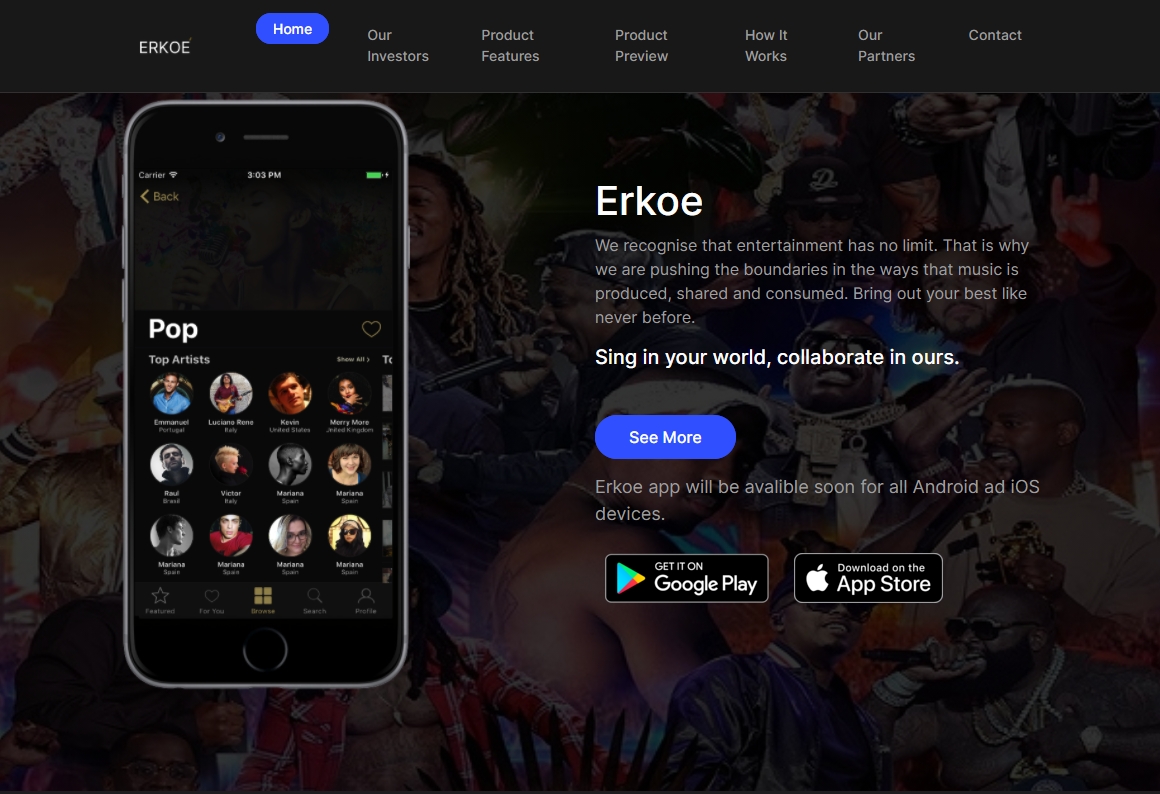 ERKOE
Home
Our
Investors
Product
Features
Product
Preview
How It
Works
Our
Partners
Contact
Carrier
3:03 PM
Back
Pop
Top Artists
Show All
Emmanuel
Portugal
Luciano Rene
Italy
Kevin
United States
Merry More
United Kingdom
Raul
Brasil
Victor
Italy
Mariana
Spain
Mariana
Spain
Mariana
Spain
Mariana
Spain
Mariana
Spain
Mariana
Spain
Featured
For You
Browse
Search
Profile
Erkoe
We recognise that entertainment has no limit. That is why
we are pushing the boundaries in the ways that music is
produced, shared and consumed. Bring out your best like
never before.
Sing in your world, collaborate in ours.
See More
Erkoe app will be avalible soon for all Android ad iOS
devices.
GET IT ON
Google Play
Download on the
App Store